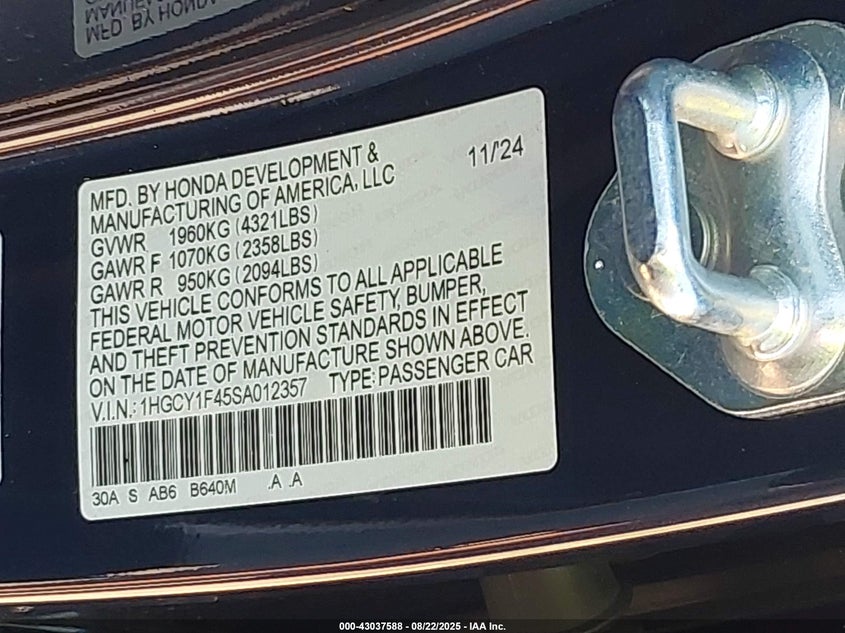 MFD. BY HONDA
MFD. BY HONDA DEVELOPMENT &
MANUFACTURING OF AMERICA, LLC
11/'24
GVWR 1960KG (4321LBS)
GAWR F 1070KG (2358LBS)
GAWR R 950KG (2094LBS)
THIS VEHICLE CONFORMS TO ALL APPLICABLE
FEDERAL MOTOR VEHICLE SAFETY, BUMPER,
AND THEFT PREVENTION STANDARDS IN EFFECT
ON THE DATE OF MANUFACTURE SHOWN ABOVE.
V.I.N.: 1HGCY1F45SA012357 TYPE:PASSENGER CAR
30A S AB6 B640M .A .A
000-43037588 - 08/22/2025 - IAA Inc.